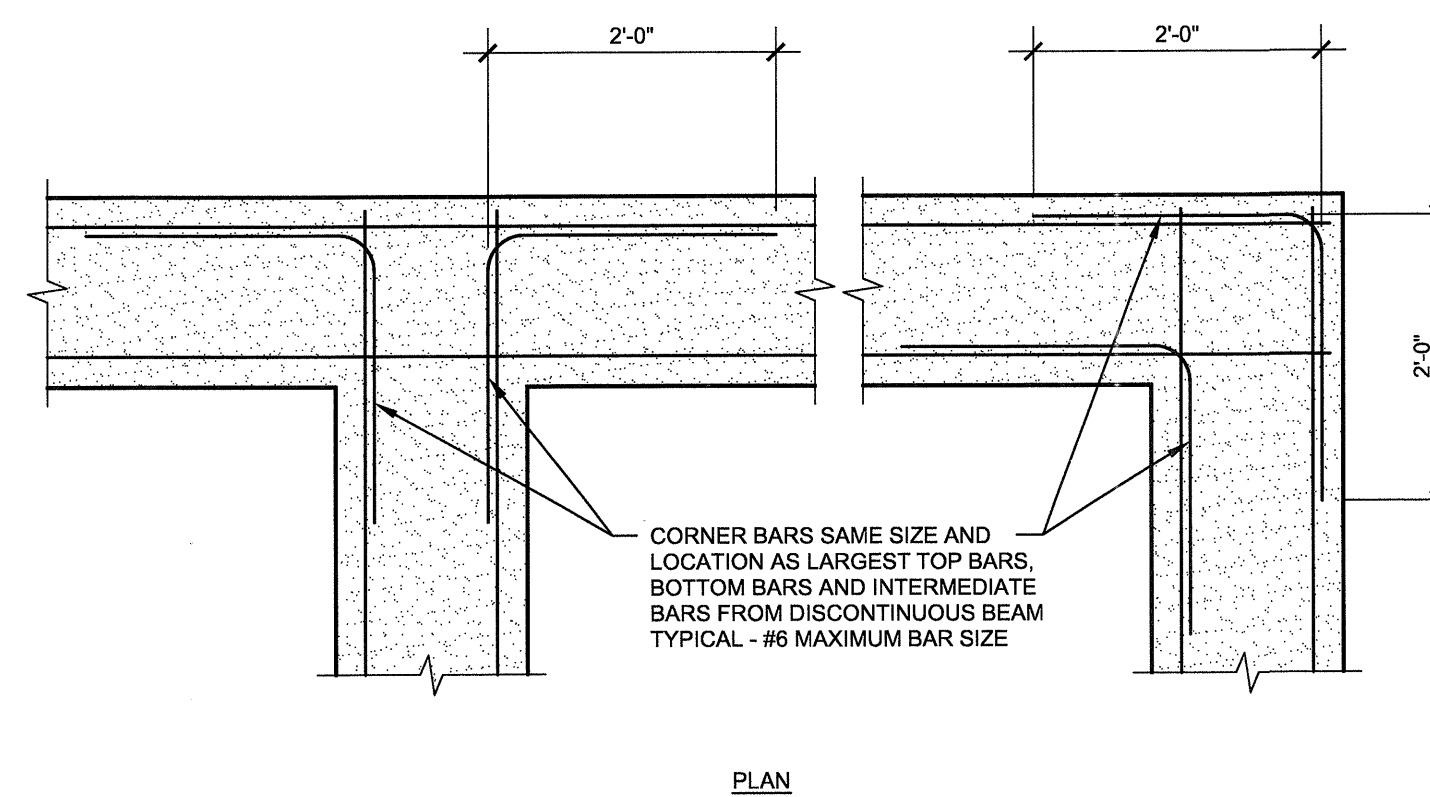 2'-0"
2'-0"
2'-0"
CORNER BARS SAME SIZE AND
LOCATION AS LARGEST TOP BARS,
BOTTOM BARS AND INTERMEDIATE
BARS FROM DISCONTINUOUS BEAM
TYPICAL - #6 MAXIMUM BAR SIZE
PLAN